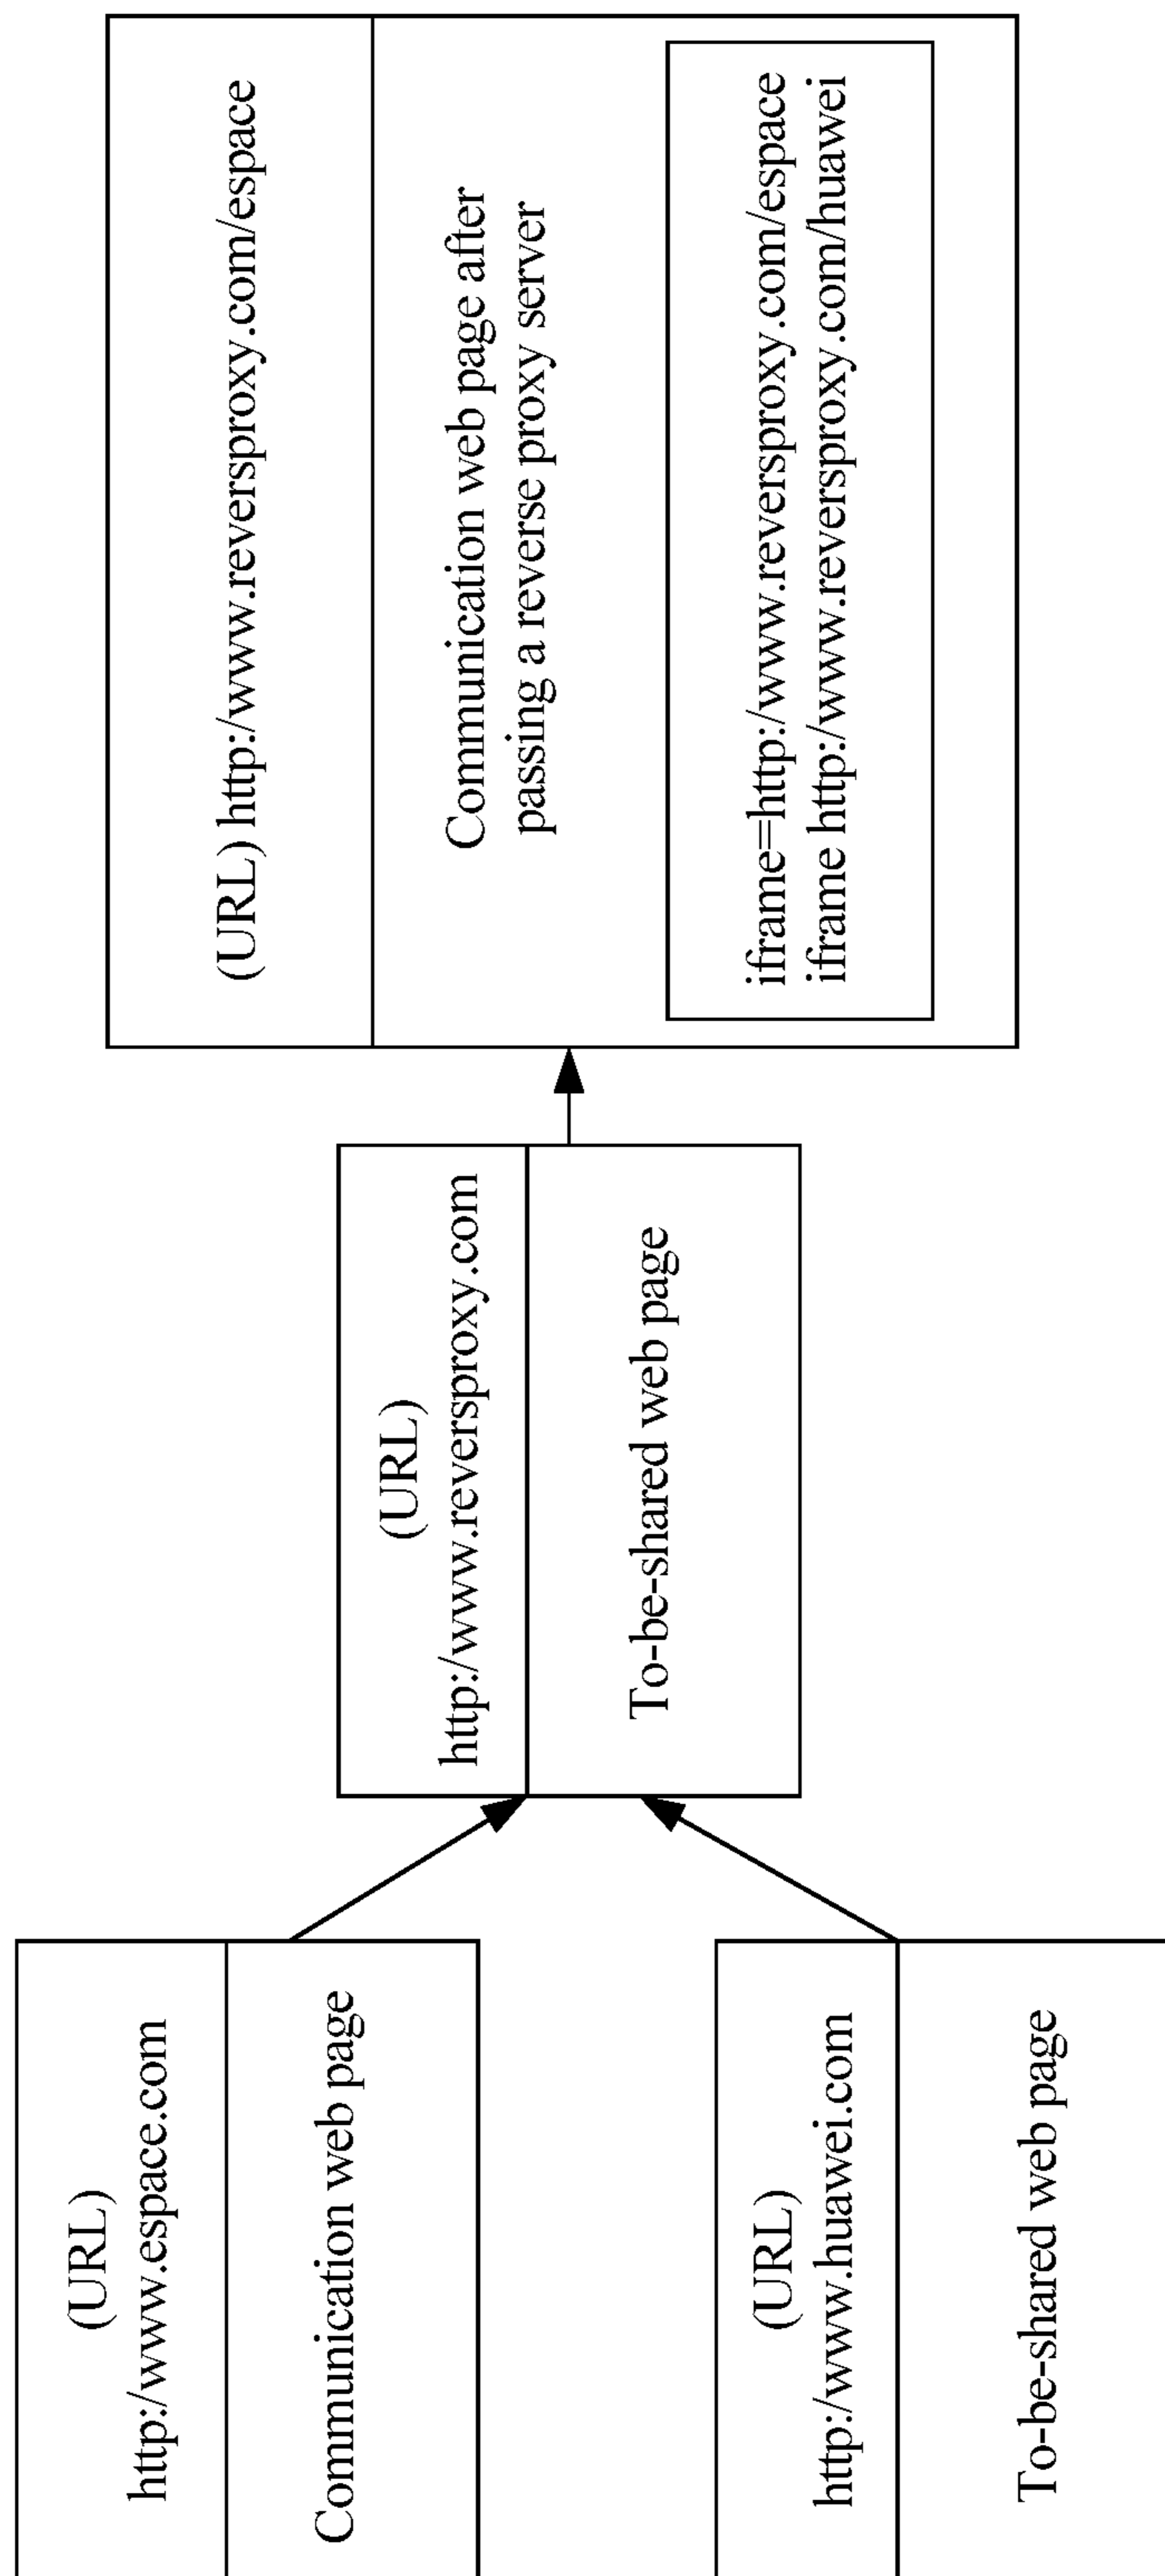 (URL)
http:/www.espace.com
Communication web page
(URL)
http:/www.huawei.com
To-be-shared web page
(URL)
http:/www.reversproxy.com
To-be-shared web page
(URL) http:/www.reversproxy.com/espace
Communication web page after
passing a reverse proxy server
iframe=http:/www.reversproxy.com/espace
iframe http:/www.reversproxy.com/huawei